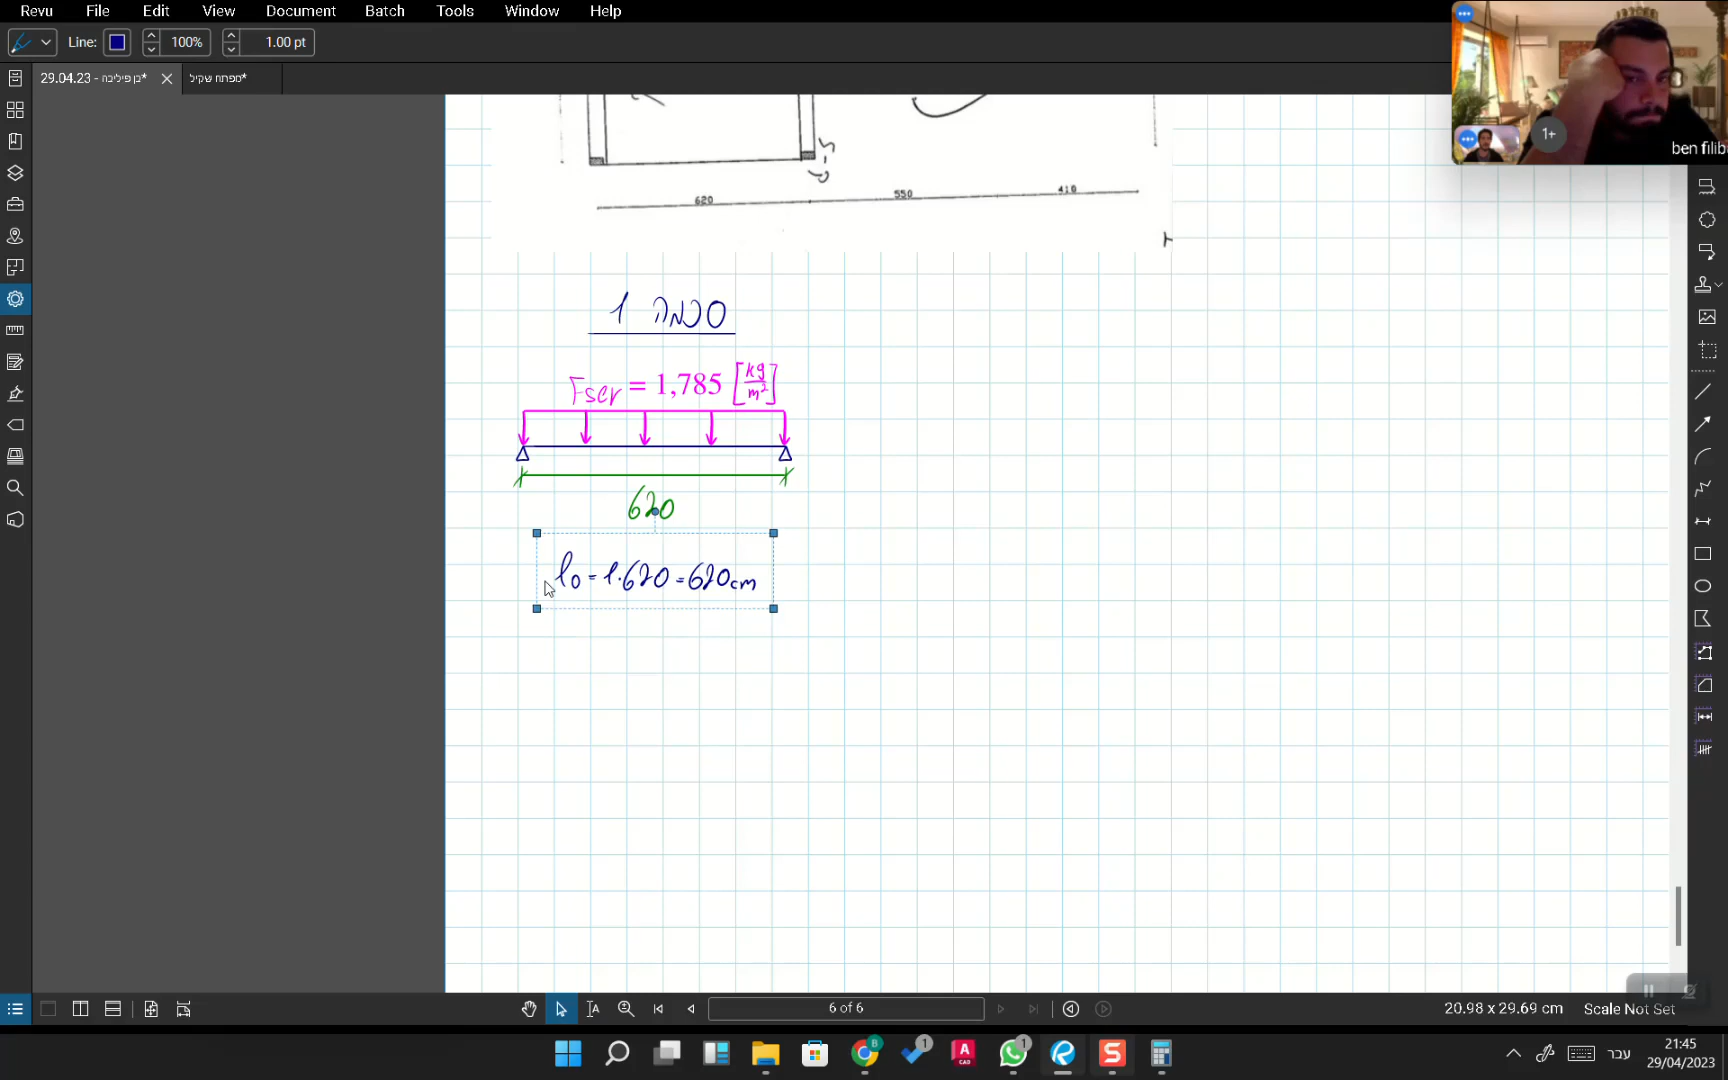 Revu File Edit View Document Batch Tools Window Help
Line: 100% 1.00 pt
29.04.23 - בן פיליבה*
מפתח שקיל*
1+
ben filib
620 550 410
סכמה 1
Fser = 1,785 [kg/m²]
620
l₀ = 1.620 = 620cm
6 of 6
20.98 x 29.69 cm Scale Not Set
עבר
21:45
29/04/2023